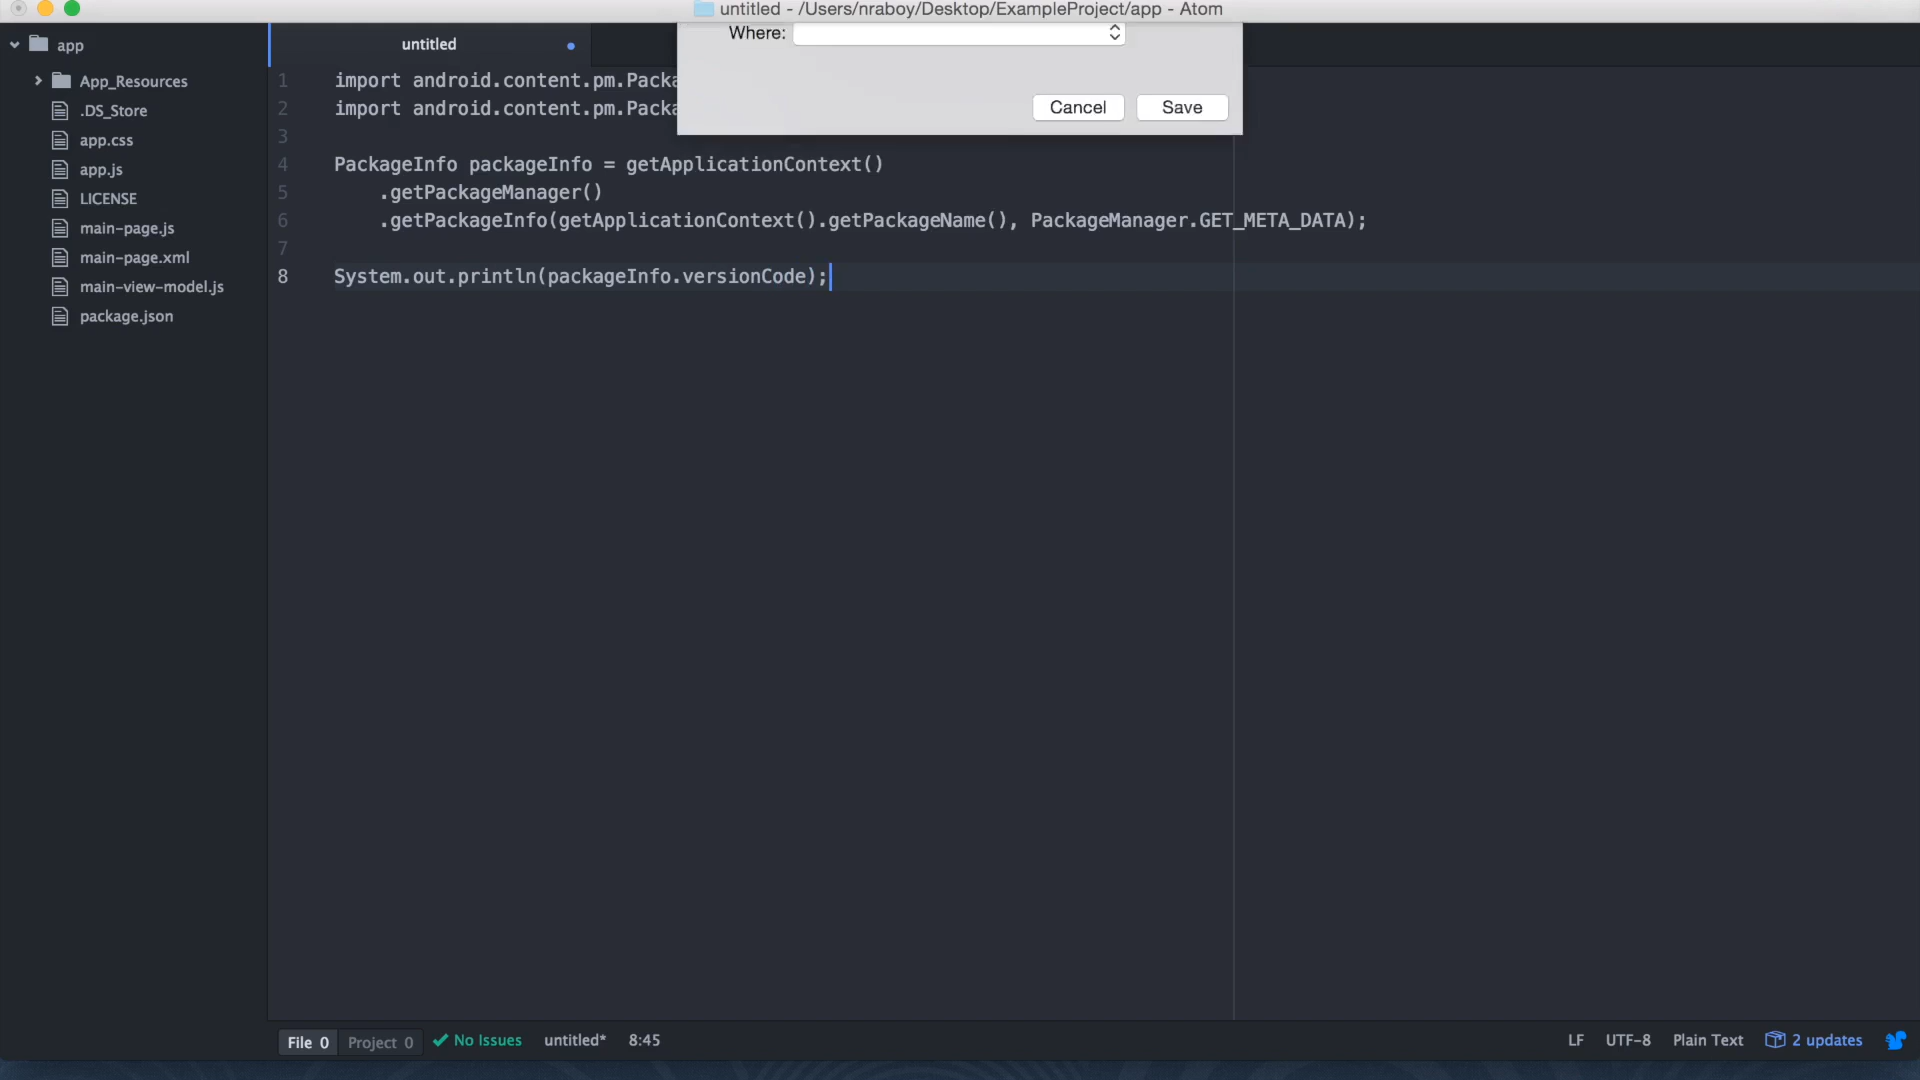 untitled - /Users/nraboy/Desktop/ExampleProject/app - Atom
app
App_Resources
.DS_Store
app.css
app.js
LICENSE
main-page.js
main-page.xml
main-view-model.js
package.json
untitled
Where:
Cancel
Save
1 import android.content.pm.Packa
2 import android.content.pm.Packa
3
4 PackageInfo packageInfo = getApplicationContext()
5 .getPackageManager()
6 .getPackageInfo(getApplicationContext().getPackageName(), PackageManager.GET_META_DATA);
7
8 System.out.println(packageInfo.versionCode);
File 0 Project 0 No Issues untitled* 8:45 LF UTF-8 Plain Text 2 updates